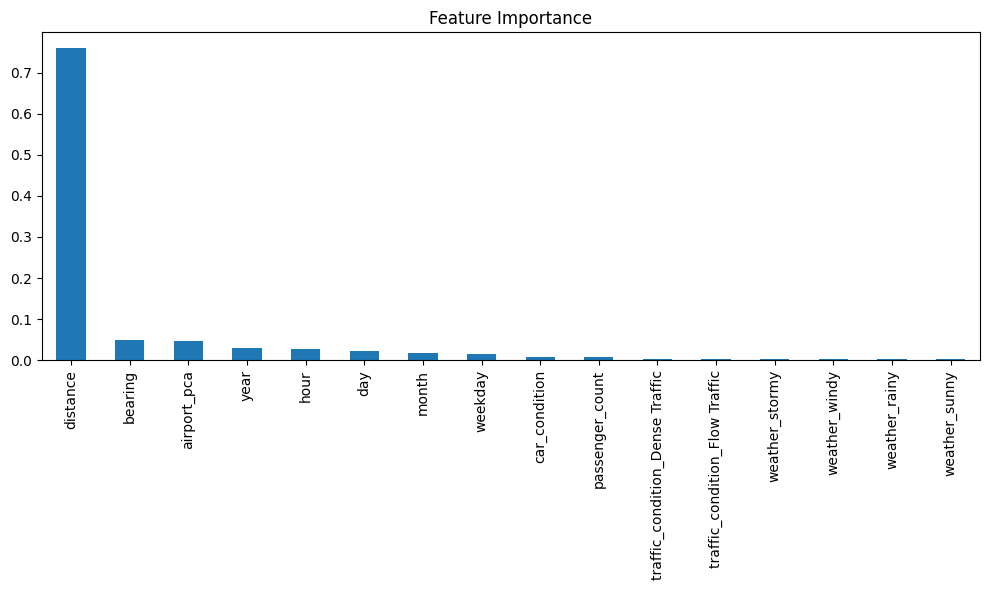 Feature Importance
0.7
0.6
0.5
0.4
0.3
0.2
0.1
0.0
distance
bearing
airport_pca
year
hour
day
month
weekday
car_condition
passenger_count
traffic_condition_Dense Traffic
traffic_condition_Flow Traffic
weather_stormy
weather_windy
weather_rainy
weather_sunny